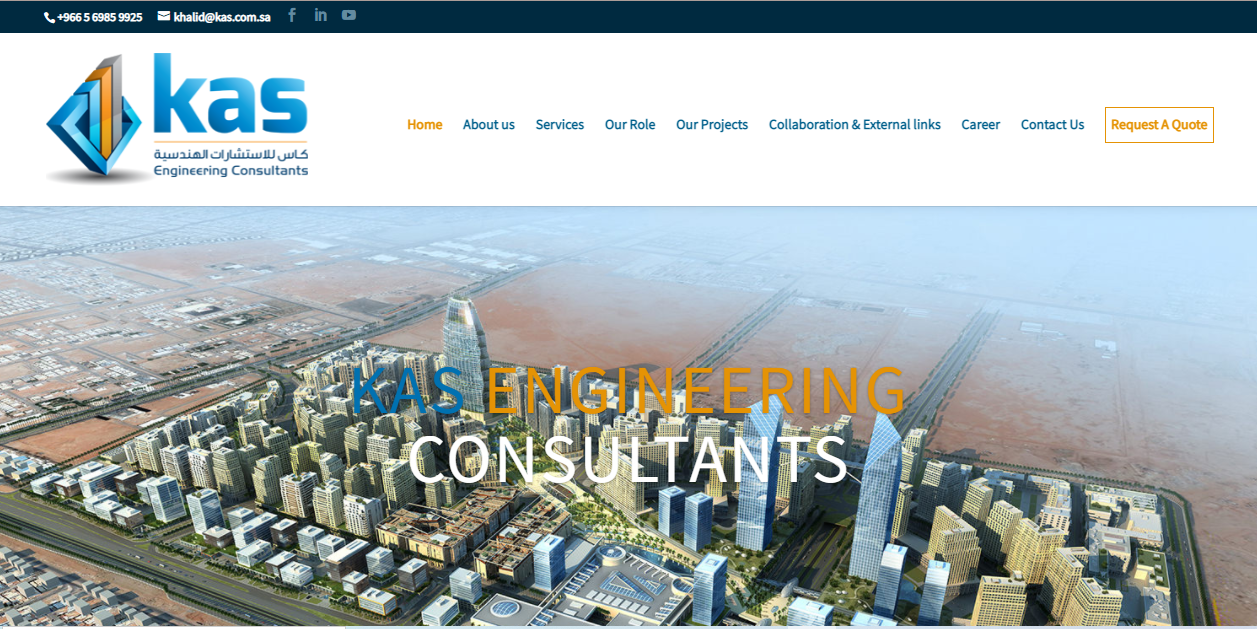 +966 5 6985 9925 khalid@kas.com.sa
kas
كاس للاستشارات الهندسية
Engineering Consultants
Home About us Services Our Role Our Projects Collaboration & External links Career Contact Us Request A Quote
KAS ENGINEERING
CONSULTANTS